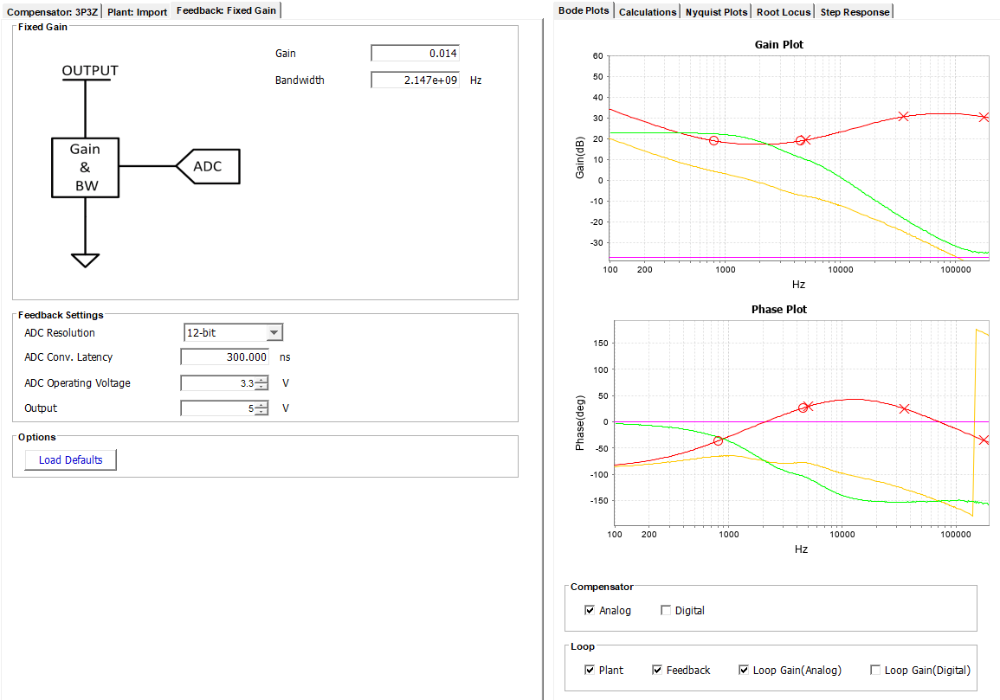 Compensator: 3P3Z Plant: Import Feedback: Fixed Gain
Fixed Gain
OUTPUT
Gain
&
BW
ADC
Gain 0.014
Bandwidth 2.147e+09 Hz
Feedback Settings
ADC Resolution 12-bit
ADC Conv. Latency 300.000 ns
ADC Operating Voltage 3.3 V
Output 5 V
Options
Load Defaults
Bode Plots Calculations Nyquist Plots Root Locus Step Response
Gain Plot
60
50
40
30
20
10
0
-10
-20
-30
Gain(dB)
100 200 1000 10000 100000
Hz
Phase Plot
150
100
50
0
-50
-100
-150
Phase(deg)
100 200 1000 10000 100000
Hz
Compensator
Analog Digital
Loop
Plant Feedback Loop Gain(Analog) Loop Gain(Digital)